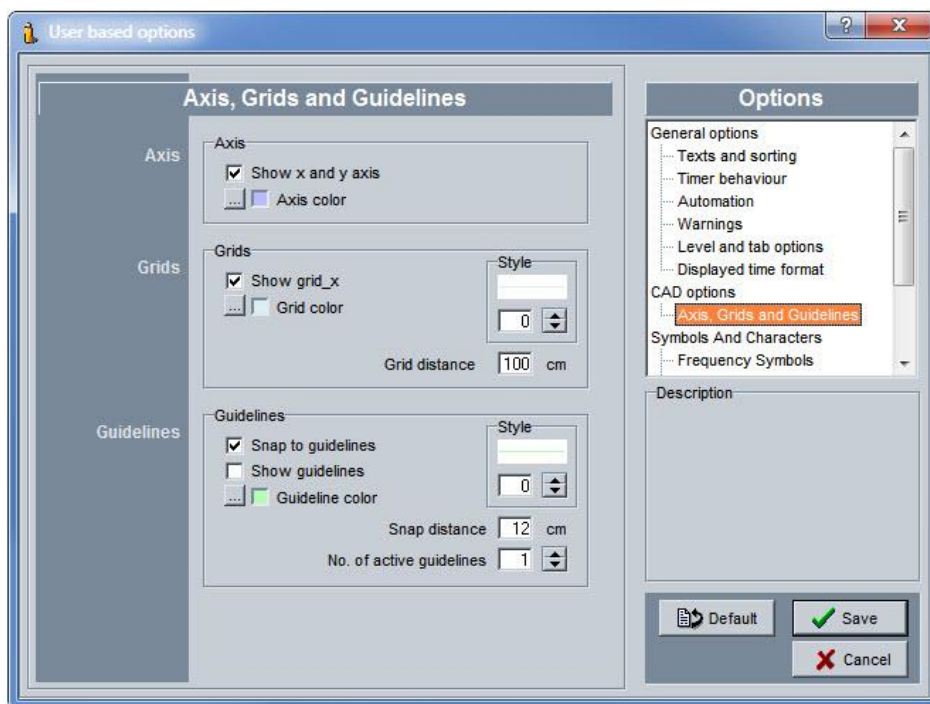 User based options
Axis, Grids and Guidelines
Axis
Axis
Show x and y axis
... Axis color
Grids
Grids
Show grid_x
... Grid color
Style
0
Grid distance 100 cm
Guidelines
Guidelines
Snap to guidelines
Show guidelines
... Guideline color
Style
0
Snap distance 12 cm
No. of active guidelines 1
Options
General options
Texts and sorting
Timer behaviour
Automation
Warnings
Level and tab options
Displayed time format
CAD options
Axis, Grids and Guidelines
Symbols And Characters
Frequency Symbols
Description
Default
Save
Cancel